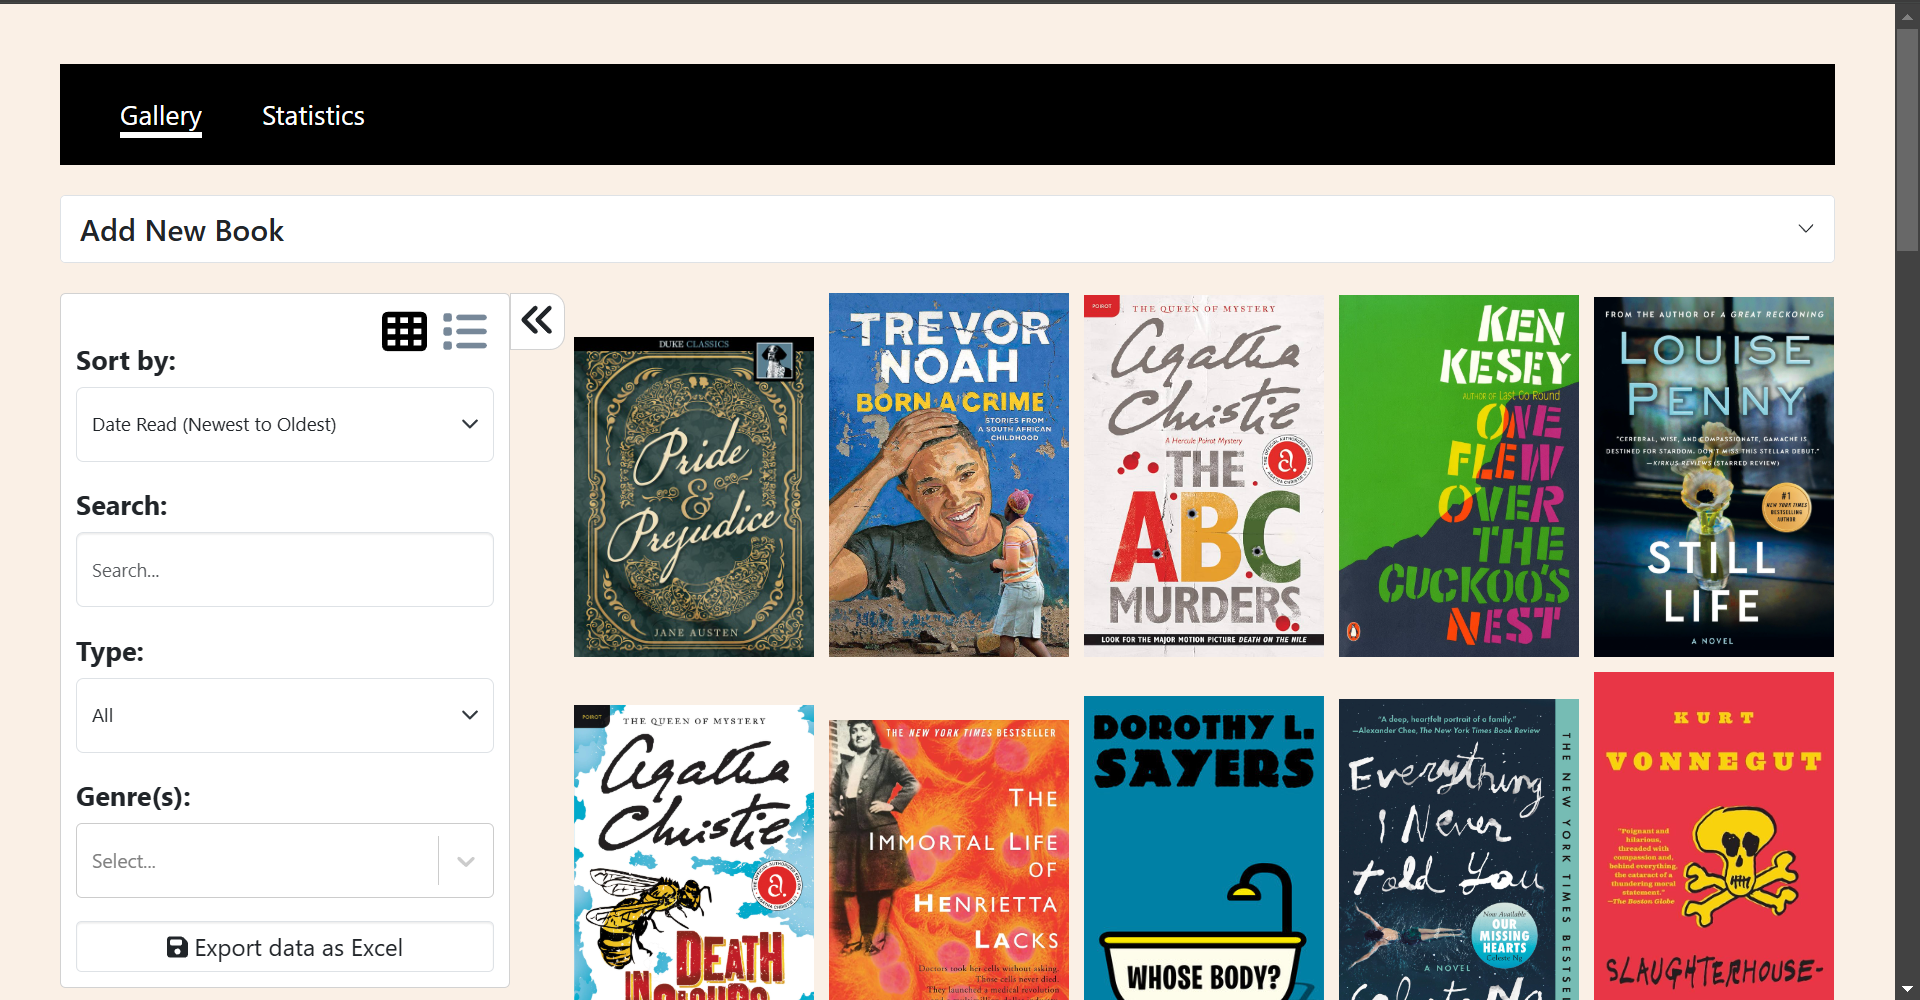 Gallery
Statistics
Add New Book
Sort by:
Date Read (Newest to Oldest)
Search:
Search...
Type:
All
Genre(s):
Select...
Export data as Excel
DUKE CLASSICS
Pride
&
Prejudice
JANE AUSTEN
TREVOR
NOAH
BORN A CRIME
STORIES FROM
A SOUTH AFRICAN
CHILDHOOD
POIROT
THE QUEEN OF MYSTERY
Agatha
Christie
A Hercule Poirot Mystery
THE
ABC
MURDERS
LOOK FOR THE MAJOR MOTION PICTURE DEATH ON THE NILE
KEN
KESEY
AUTHOR OF Last Go Round
ONE
FLEW
OVER
THE
CUCKOO'S
NEST
FROM THE AUTHOR OF A GREAT RECKONING
LOUISE
PENNY
"CEREBRAL, WISE, AND COMPASSIONATE, GAMACHE IS
DESTINED FOR STARDOM. DON'T MISS THIS STELLAR DEBUT."
—KIRKUS REVIEWS (STARRED REVIEW)
#1
NEW YORK TIMES
BESTSELLING
AUTHOR
STILL
LIFE
A NOVEL
POIROT
THE QUEEN OF MYSTERY
Agatha
Christie
DEATH
IN
THE NEW YORK TIMES BESTSELLER
THE
IMMORTAL LIFE
OF
HENRIETTA
LACKS
Doctors took her cells without asking.
Those cells never died.
They launched a medical revolution
DOROTHY L.
SAYERS
WHOSE BODY?
"A deep, heartfelt portrait of a family."
—Alexander Chee, The New York Times Book Review
Everything
I Never
told You
Now Available
OUR
MISSING
HEARTS
Celeste Ng
A NOVEL
Celeste Ng
THE NEW YORK TIMES BESTSEL
KURT
VONNEGUT
"Poignant and
hilarious,
threaded with
compassion and,
behind everything,
the cataract of a
thundering moral
statement."
—The Boston Globe
SLAUGHTERHOUSE-